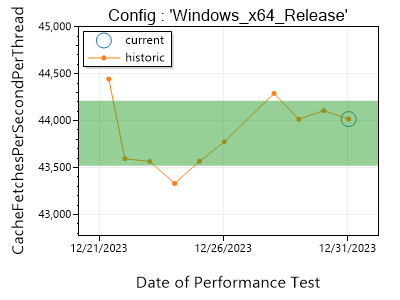 Config : 'Windows_x64_Release'
CacheFetchesPerSecondPerThread
45,000
44,500
44,000
43,500
43,000
current
historic
12/21/2023
12/26/2023
12/31/2023
Date of Performance Test